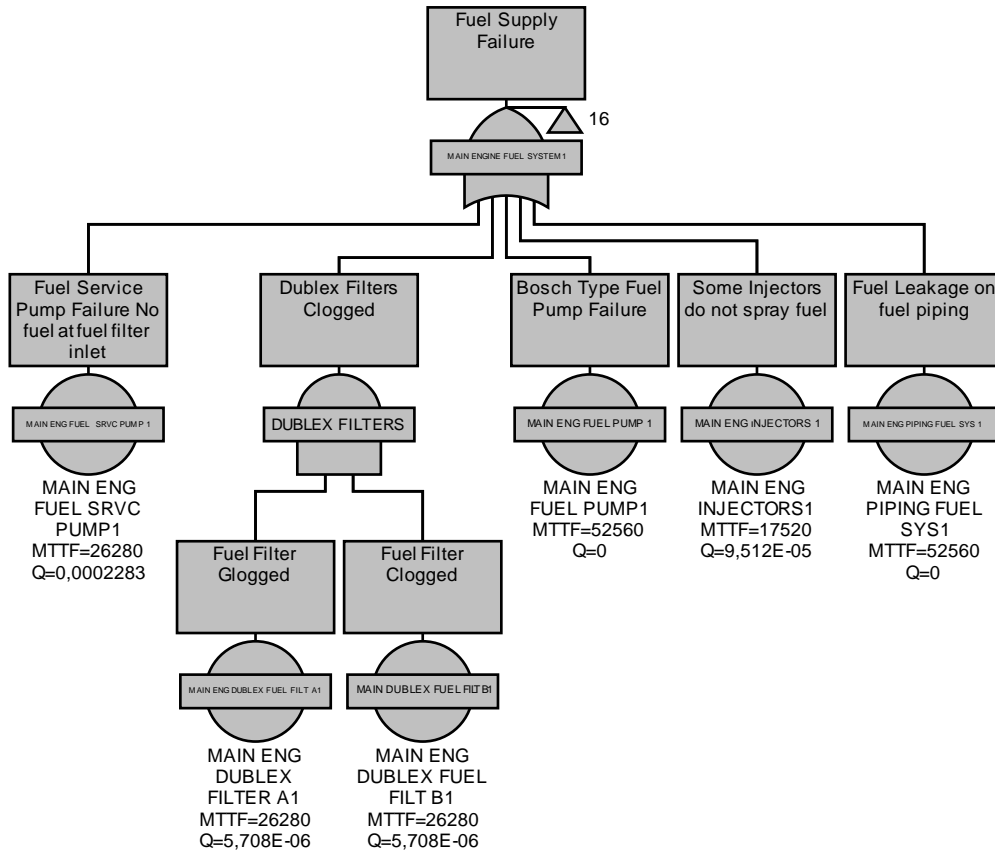 Fuel Supply
Failure
16
MAIN ENGINE FUEL SYSTEM1
Fuel Service
Pump Failure No
fuel at fuel filter
inlet
Dublex Filters
Clogged
Bosch Type Fuel
Pump Failure
Some Injectors
do not spray fuel
Fuel Leakage on
fuel piping
MAIN ENG FUEL SRVC PUMP 1
DUBLEX FILTERS
MAIN ENG FUEL PUMP 1
MAIN ENG INJECTORS 1
MAIN ENG PIPING FUEL SYS 1
MAIN ENG
FUEL SRVC
PUMP1
MTTF=26280
Q=0,0002283
MAIN ENG
FUEL PUMP1
MTTF=52560
Q=0
MAIN ENG
INJECTORS1
MTTF=17520
Q=9,512E-05
MAIN ENG
PIPING FUEL
SYS1
MTTF=52560
Q=0
Fuel Filter
Glogged
Fuel Filter
Clogged
MAIN ENG DUBLEX FUEL FILT A1
MAIN DUBLEX FUEL FILT B1
MAIN ENG
DUBLEX
FILTER A1
MTTF=26280
Q=5,708E-06
MAIN ENG
DUBLEX FUEL
FILT B1
MTTF=26280
Q=5,708E-06